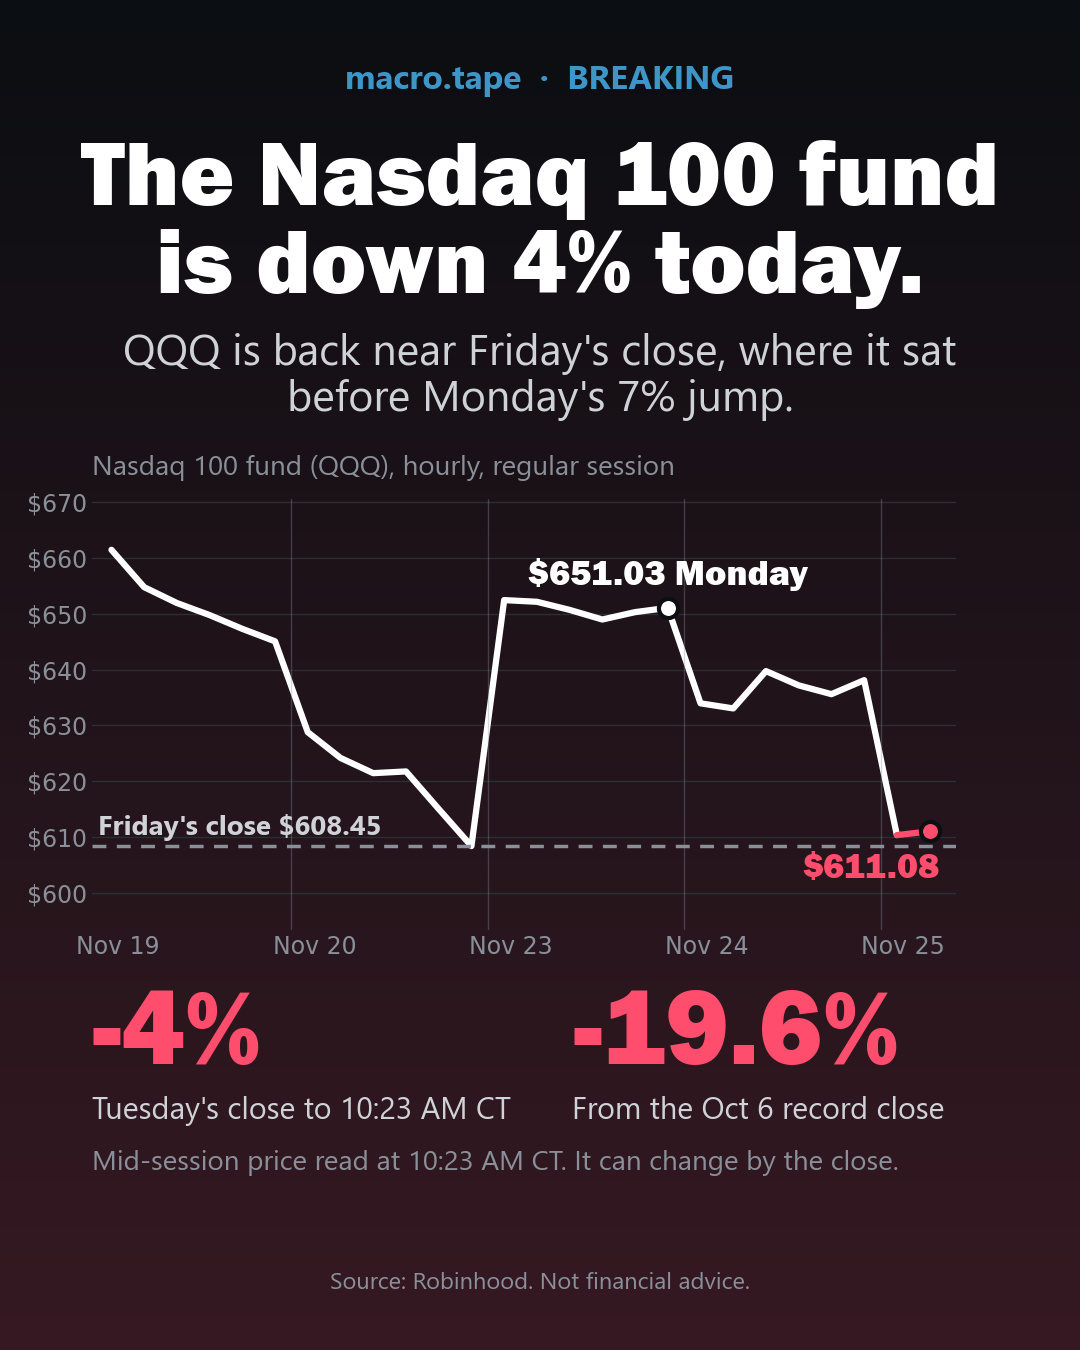 macro.tape · BREAKING
The Nasdaq 100 fund
is down 4% today.
QQQ is back near Friday's close, where it sat
before Monday's 7% jump.
Nasdaq 100 fund (QQQ), hourly, regular session
$670
$660
$651.03 Monday
$650
$640
$630
$620
Friday's close $608.45
$610
$611.08
$600
Nov 19 Nov 20 Nov 23 Nov 24 Nov 25
-4% -19.6%
Tuesday's close to 10:23 AM CT From the Oct 6 record close
Mid-session price read at 10:23 AM CT. It can change by the close.
Source: Robinhood. Not financial advice.